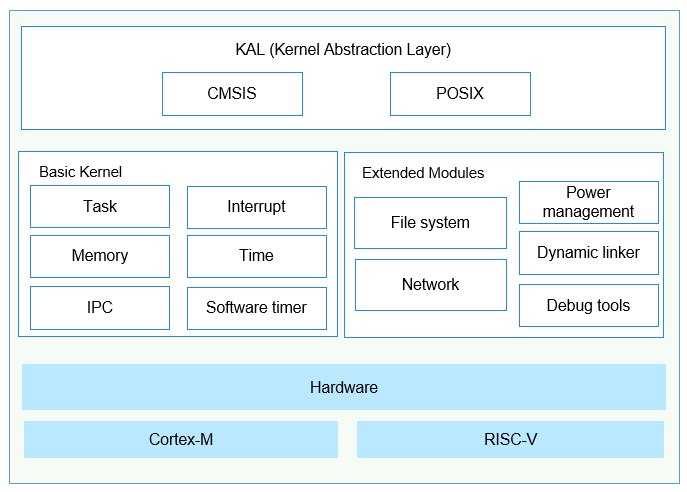 KAL (Kernel Abstraction Layer)
CMSIS
POSIX
Basic Kernel
Task
Interrupt
Memory
Time
IPC
Software timer
Extended Modules
File system
Network
Power
management
Dynamic linker
Debug tools
Hardware
Cortex-M
RISC-V